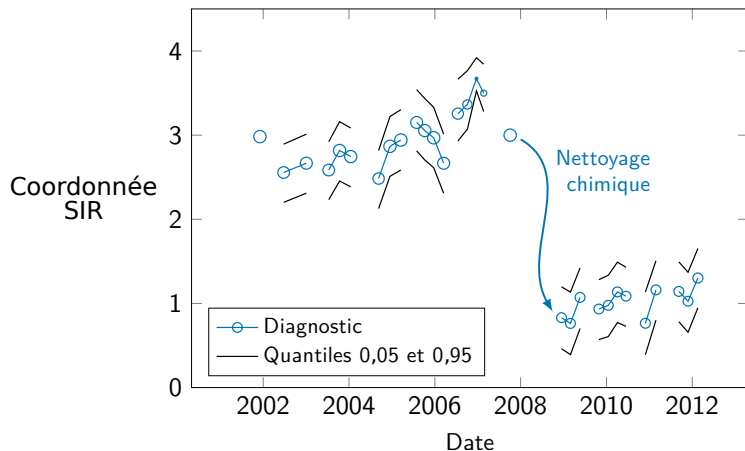 4
3
2
1
0
Coordonnée
SIR
Nettoyage
chimique
Diagnostic
Quantiles 0,05 et 0,95
2002 2004 2006 2008 2010 2012
Date